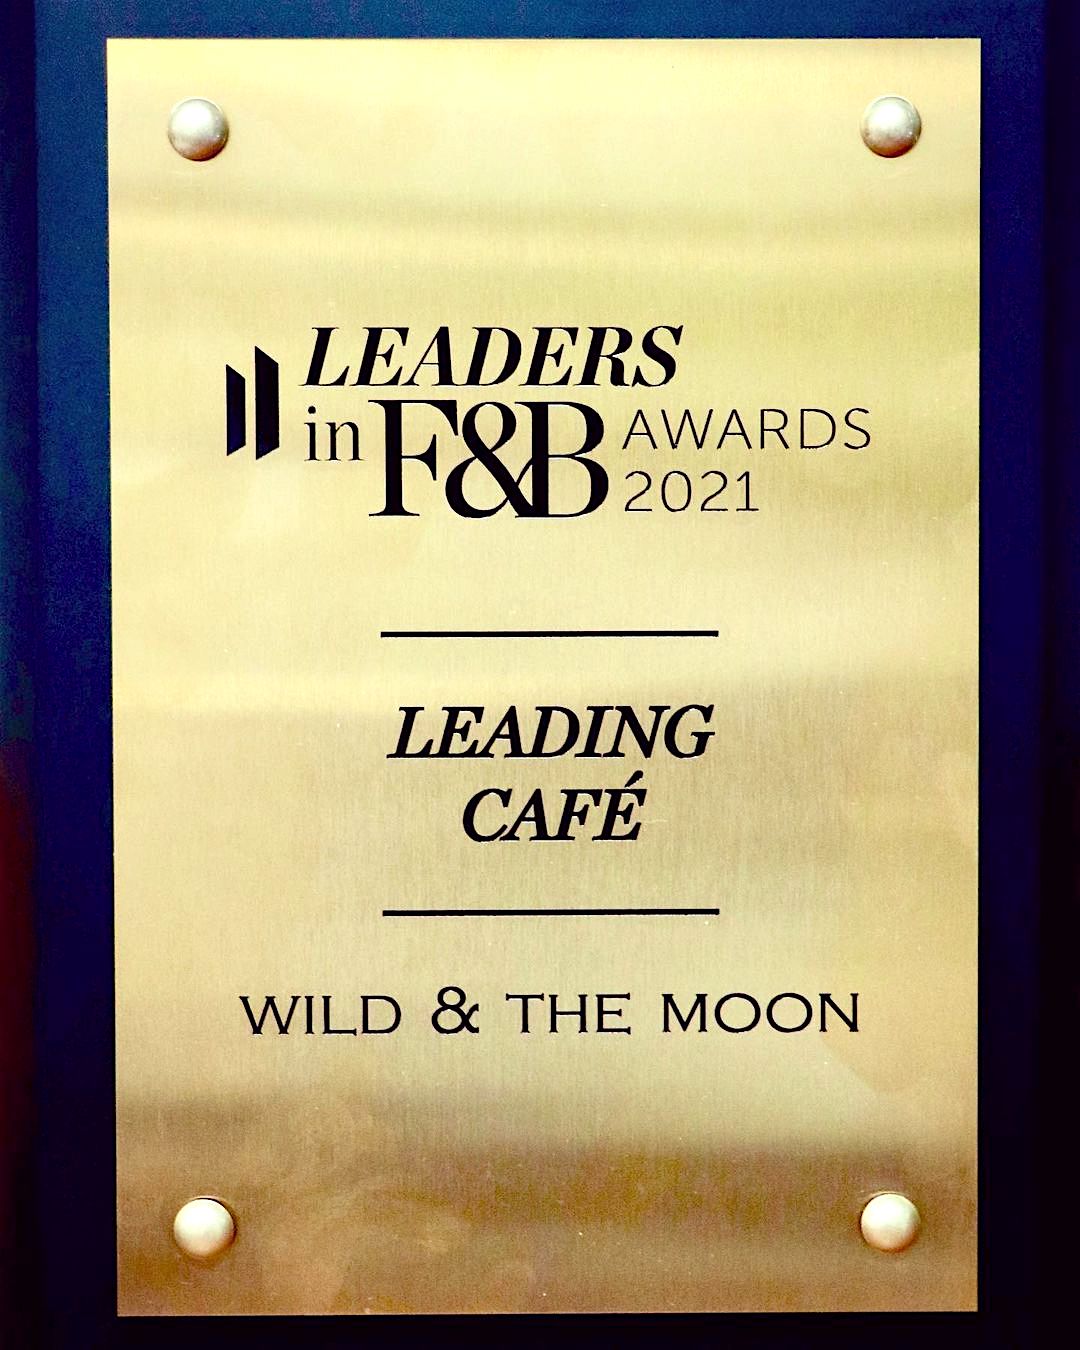 LEADERS
in F&B AWARDS
2021
LEADING
CAFÉ
WILD & THE MOON